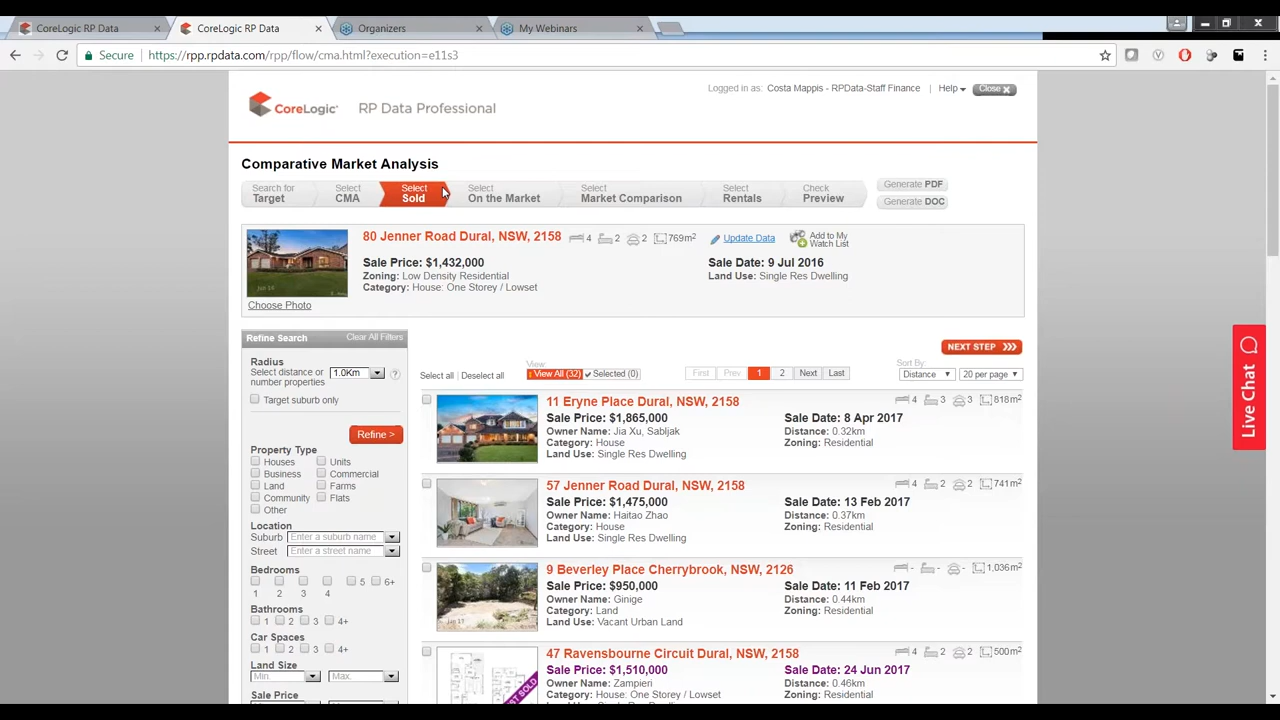 CoreLogic RP Data
CoreLogic RP Data
Organizers
My Webinars
Secure https://rpp.rpdata.com/rpp/flow/cma.html?execution=e11s3
CoreLogic RP Data Professional
Logged in as: Costa Mappis - RPData-Staff Finance | Help Close
Comparative Market Analysis
Search for Target
Select CMA
Select Sold
Select On the Market
Select Market Comparison
Select Rentals
Check Preview
Generate PDF
Generate DOC
80 Jenner Road Dural, NSW, 2158 4 2 2 769m² Update Data Add to My Watch List
Sale Price: $1,432,000 Sale Date: 9 Jul 2016
Zoning: Low Density Residential Land Use: Single Res Dwelling
Category: House: One Storey / Lowset
Choose Photo
Refine Search Clear All Filters
Radius
Select distance or number properties 1.0Km ?
Target suburb only
Refine >
Property Type
Houses Units
Business Commercial
Land Farms
Community Flats
Other
Location
Suburb Enter a suburb name
Street Enter a street name
Bedrooms
5 6+
1 2 3 4
Bathrooms
1 2 3 4+
Car Spaces
1 2 3 4+
Land Size
Min. Max.
Sale Price
NEXT STEP >>>
Select all | Deselect all
View
View All (32) Selected (0)
First Prev 1 2 Next Last
Sort By:
Distance 20 per page
11 Eryne Place Dural, NSW, 2158 4 3 3 818m²
Sale Price: $1,865,000 Sale Date: 8 Apr 2017
Owner Name: Jia Xu, Sabljak Distance: 0.32km
Category: House Zoning: Residential
Land Use: Single Res Dwelling
57 Jenner Road Dural, NSW, 2158 4 2 2 741m²
Sale Price: $1,475,000 Sale Date: 13 Feb 2017
Owner Name: Haitao Zhao Distance: 0.37km
Category: House Zoning: Residential
Land Use: Single Res Dwelling
9 Beverley Place Cherrybrook, NSW, 2126 - - - 1,036m²
Sale Price: $950,000 Sale Date: 11 Feb 2017
Owner Name: Ginige Distance: 0.44km
Category: Land Zoning: Residential
Land Use: Vacant Urban Land
47 Ravensbourne Circuit Dural, NSW, 2158 4 2 2 500m²
Sale Price: $1,510,000 Sale Date: 24 Jun 2017
Owner Name: Zampieri Distance: 0.46km
Category: House: One Storey / Lowset Zoning: Residential
Live Chat